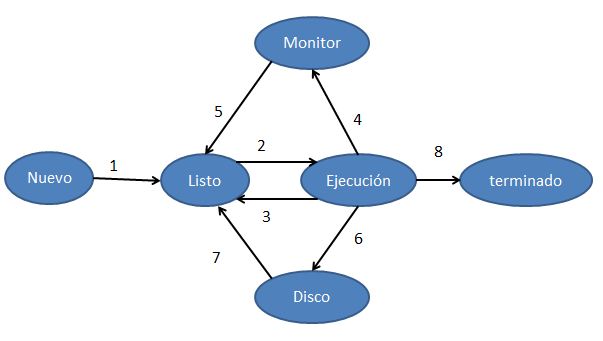 Monitor
5
4
Nuevo
1
Listo
2
Ejecución
8
terminado
3
7
6
Disco